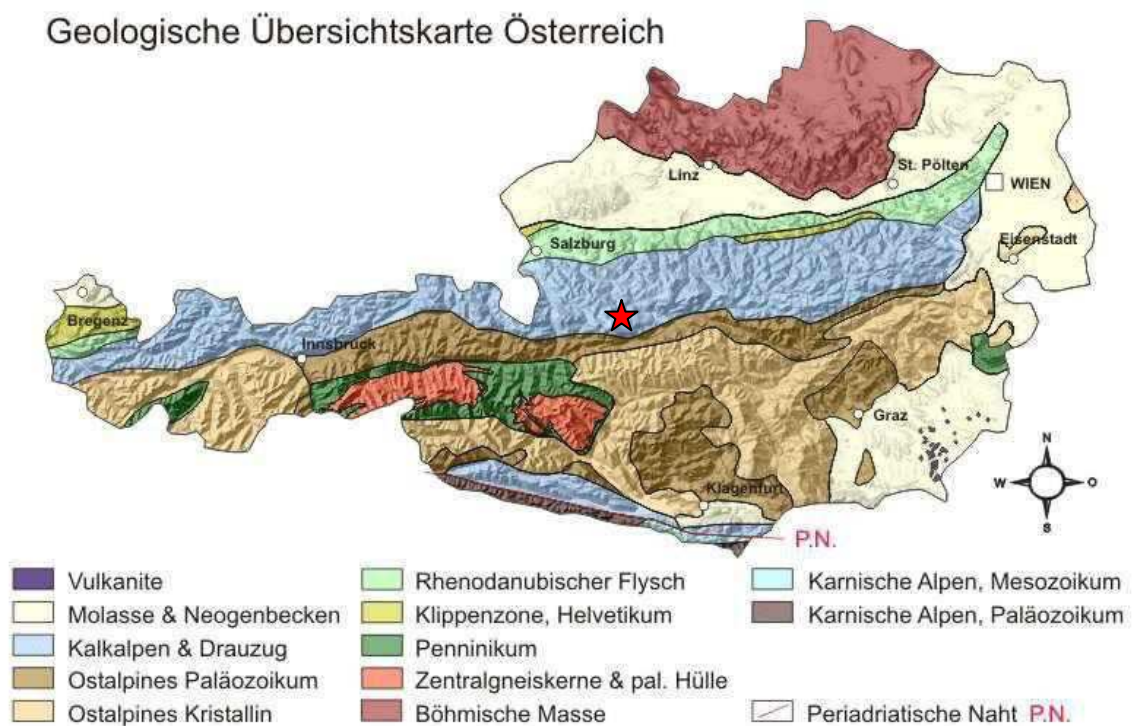 Geologische Übersichtskarte Österreich
Linz
St. Pölten
WIEN
Salzburg
Eisenstadt
Bregenz
Innsbruck
Graz
Klagenfurt
N
W
O
S
P.N.
Vulkanite
Molasse & Neogenbecken
Kalkalpen & Drauzug
Ostalpines Paläozoikum
Ostalpines Kristallin
Rhenodanubischer Flysch
Klippenzone, Helvetikum
Penninikum
Zentralgneiskerne & pal. Hülle
Böhmische Masse
Karnische Alpen, Mesozoikum
Karnische Alpen, Paläozoikum
Periadriatische Naht P.N.